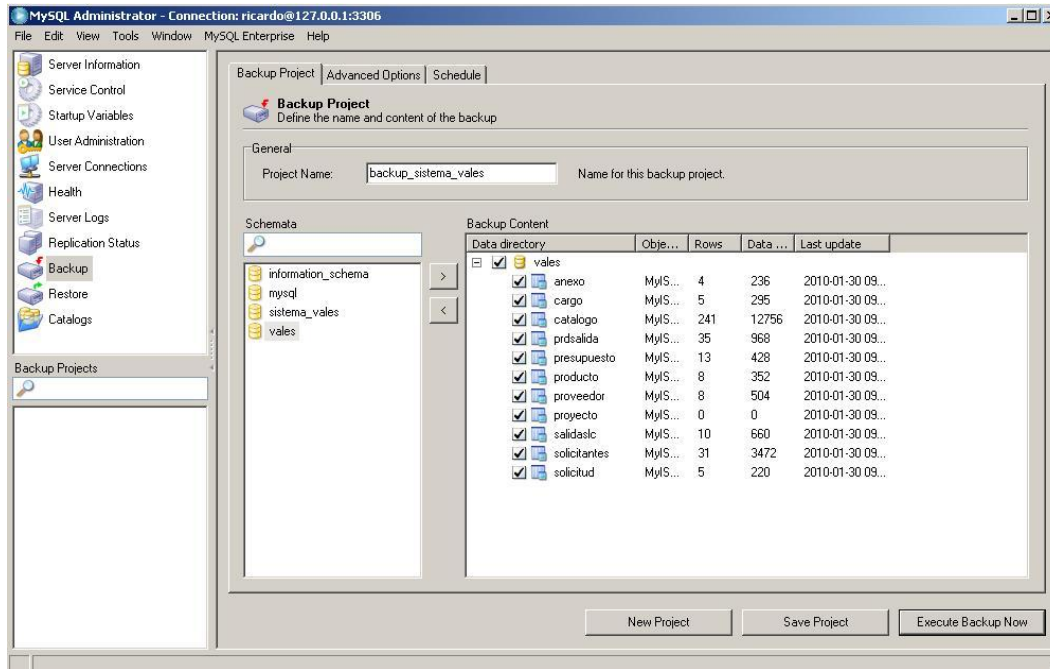 MySQL Administrator - Connection: ricardo@127.0.0.1:3306
File Edit View Tools Window MySQL Enterprise Help
Server Information
Service Control
Startup Variables
User Administration
Server Connections
Health
Server Logs
Replication Status
Backup
Restore
Catalogs
Backup Projects
Backup Project Advanced Options Schedule
Backup Project
Define the name and content of the backup
General
Project Name: backup_sistema_vales Name for this backup project.
Schemata
information_schema
mysql
sistema_vales
vales
>
<
Backup Content
Data directory Obje... Rows Data ... Last update
vales
anexo MyIS... 4 236 2010-01-30 09...
cargo MyIS... 5 295 2010-01-30 09...
catalogo MyIS... 241 12756 2010-01-30 09...
prdsalida MyIS... 35 968 2010-01-30 09...
presupuesto MyIS... 13 428 2010-01-30 09...
producto MyIS... 8 352 2010-01-30 09...
proveedor MyIS... 8 504 2010-01-30 09...
proyecto MyIS... 0 0 2010-01-30 09...
salidaslc MyIS... 10 660 2010-01-30 09...
solicitantes MyIS... 31 3472 2010-01-30 09...
solicitud MyIS... 5 220 2010-01-30 09...
New Project Save Project Execute Backup Now